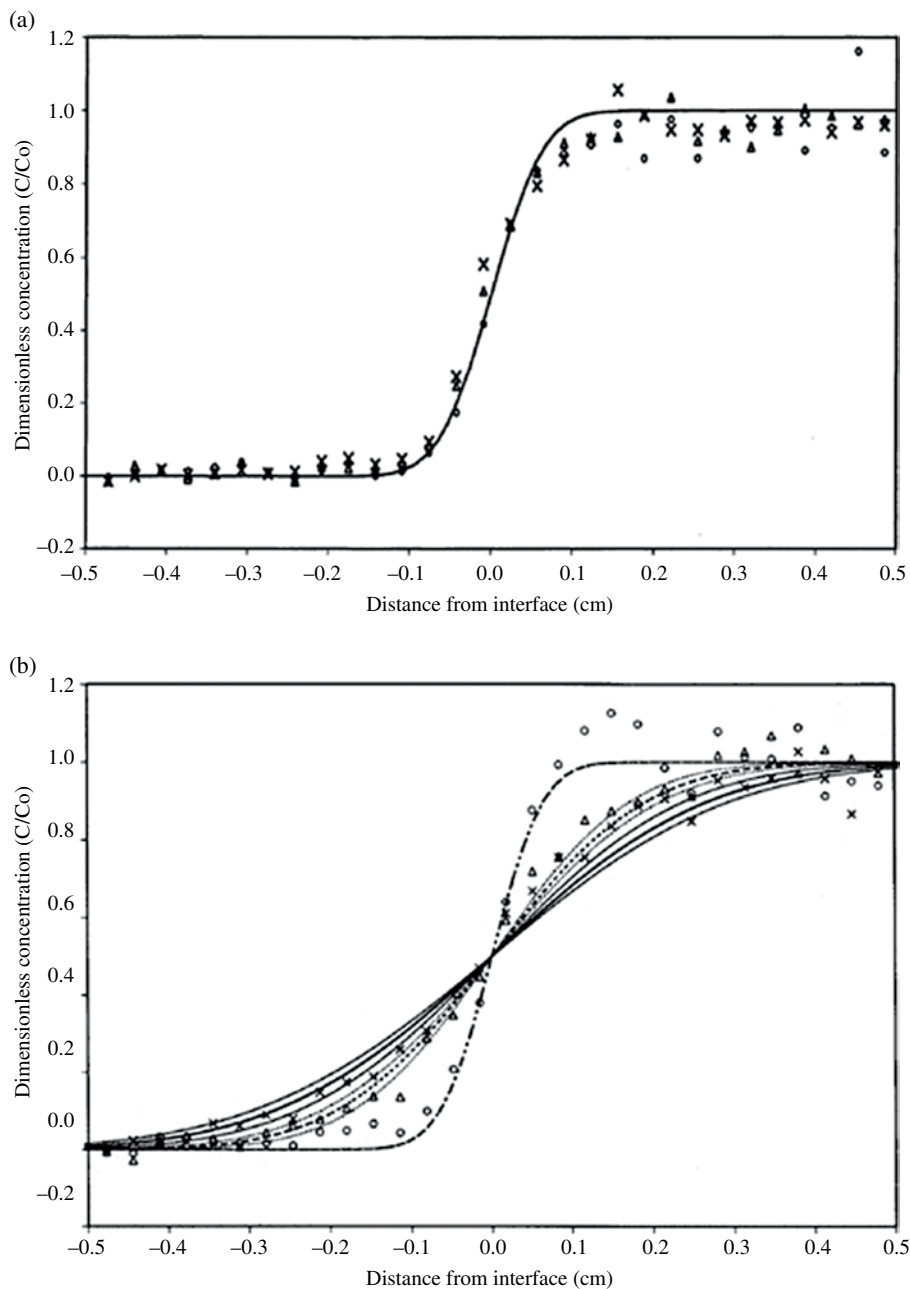 (a)
1.2
1.0
0.8
0.6
0.4
0.2
0.0
–0.2
Dimensionless concentration (C/Co)
–0.5 –0.4 –0.3 –0.2 –0.1 0.0 0.1 0.2 0.3 0.4 0.5
Distance from interface (cm)
(b)
1.2
1.0
0.8
0.6
0.4
0.2
0.0
–0.2
Dimensionless concentration (C/Co)
–0.5 –0.4 –0.3 –0.2 –0.1 0.0 0.1 0.2 0.3 0.4 0.5
Distance from interface (cm)